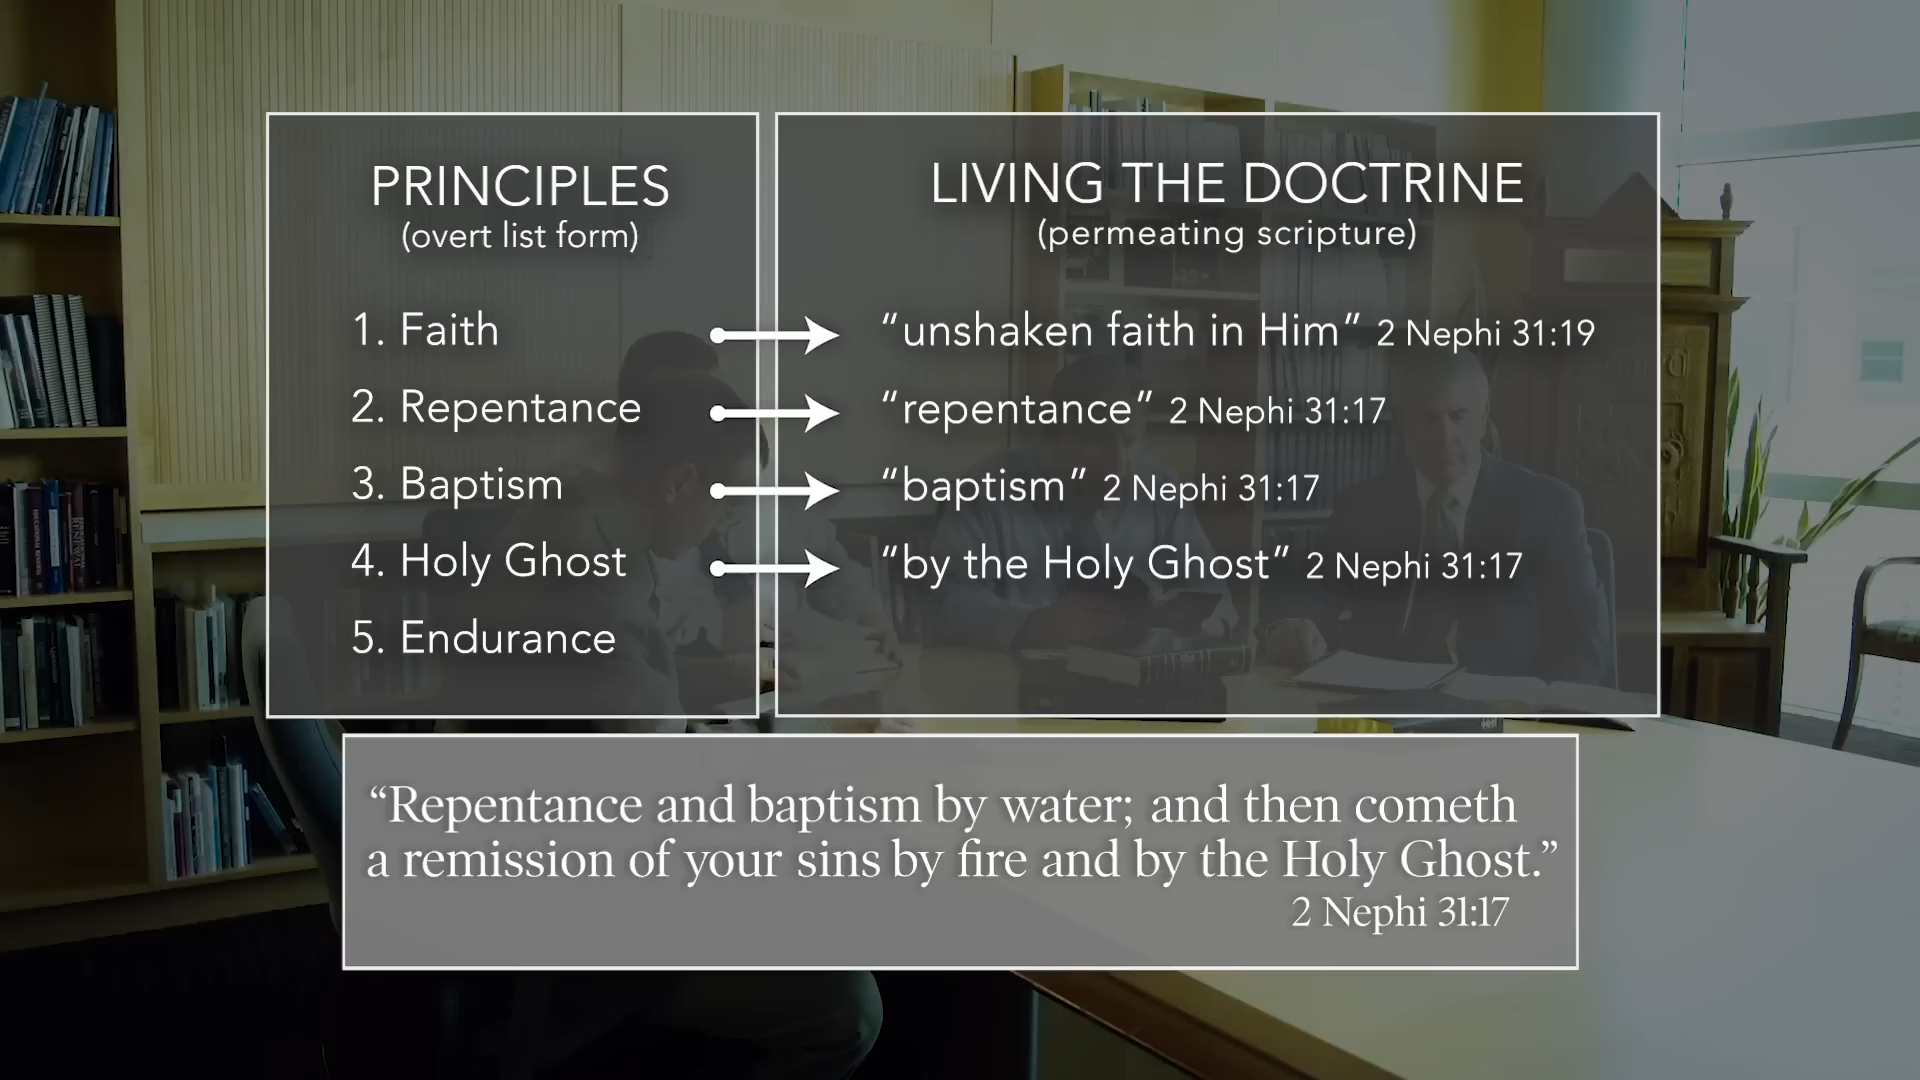 PRINCIPLES
(overt list form)
1. Faith
2. Repentance
3. Baptism
4. Holy Ghost
5. Endurance
LIVING THE DOCTRINE
(permeating scripture)
“unshaken faith in Him” 2 Nephi 31:19
“repentance” 2 Nephi 31:17
“baptism” 2 Nephi 31:17
“by the Holy Ghost” 2 Nephi 31:17
“Repentance and baptism by water; and then cometh
a remission of your sins by fire and by the Holy Ghost.”
2 Nephi 31:17